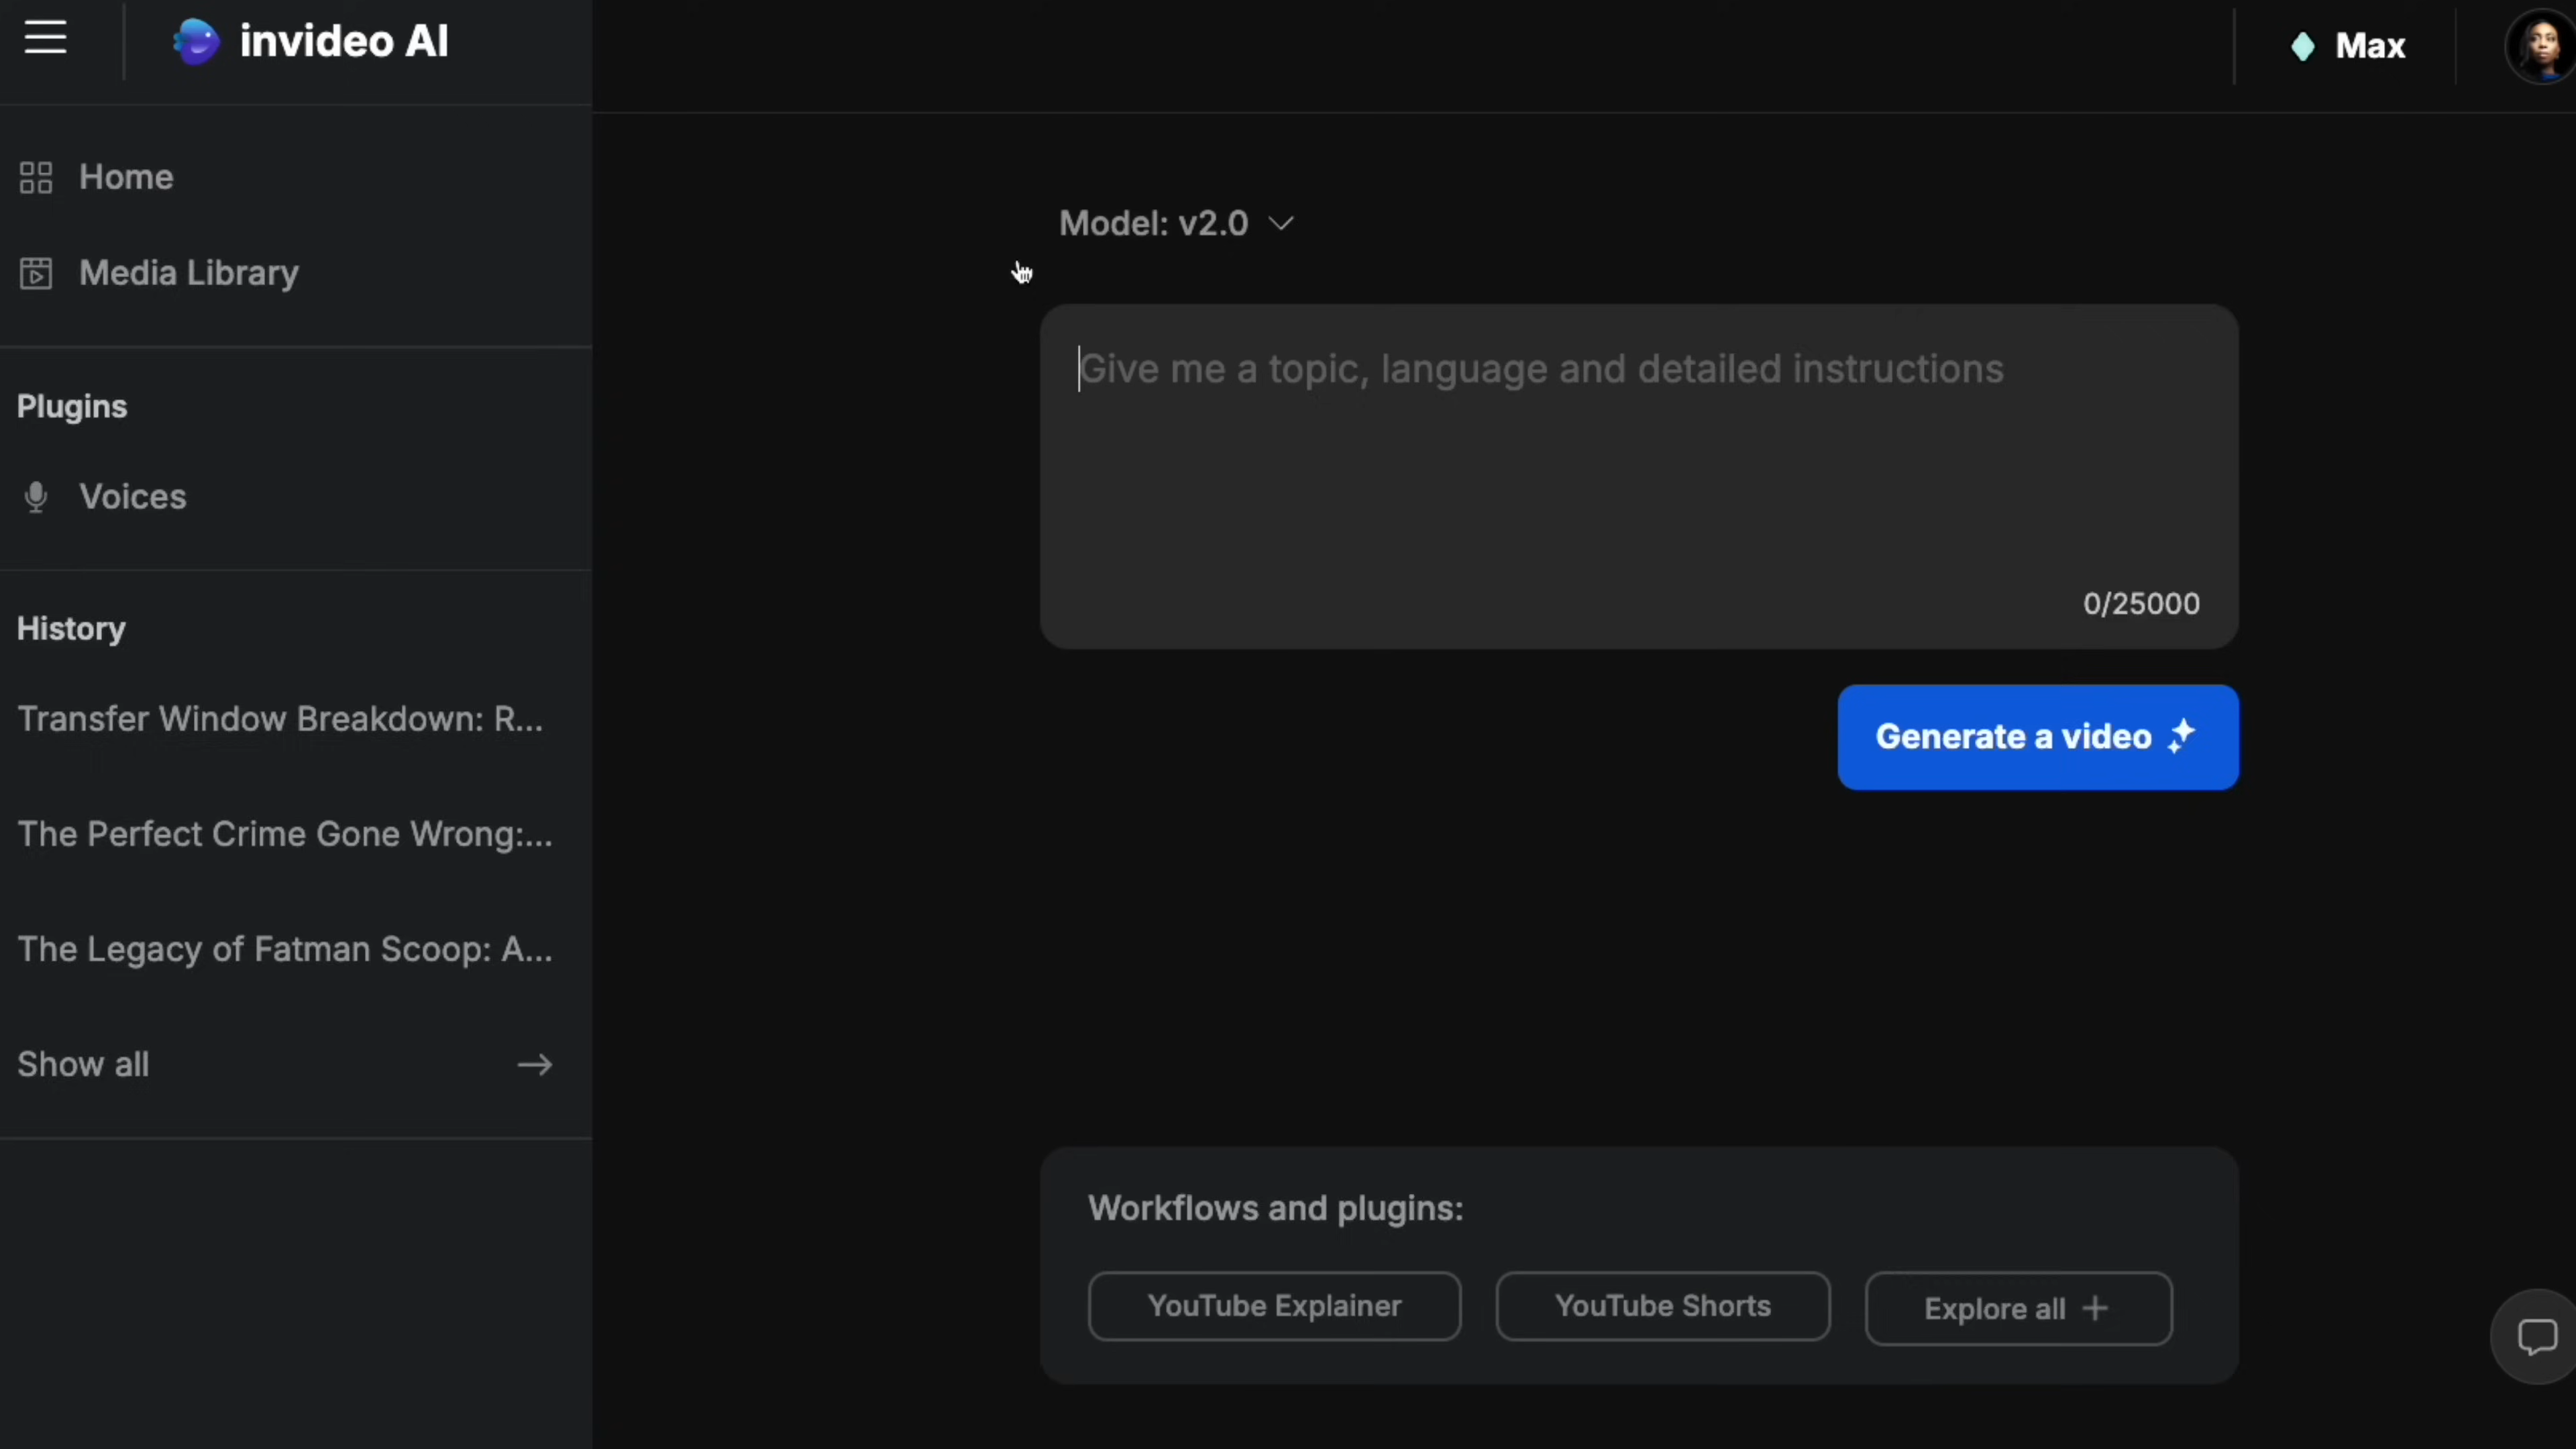 invideo AI
Max
Home
Media Library
Plugins
Voices
History
Transfer Window Breakdown: R...
The Perfect Crime Gone Wrong:...
The Legacy of Fatman Scoop: A...
Show all
Model: v2.0
Give me a topic, language and detailed instructions
0/25000
Generate a video
Workflows and plugins:
YouTube Explainer
YouTube Shorts
Explore all +